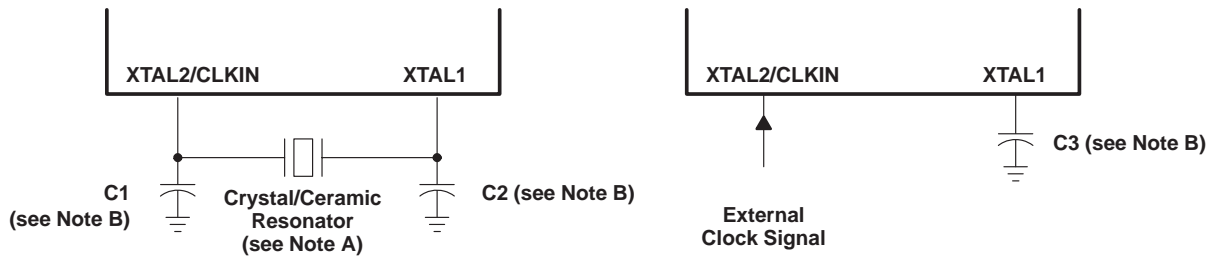 XTAL2/CLKIN
XTAL1
C1
(see Note B)
Crystal/Ceramic
Resonator
(see Note A)
C2 (see Note B)
XTAL2/CLKIN
XTAL1
C3 (see Note B)
External
Clock Signal